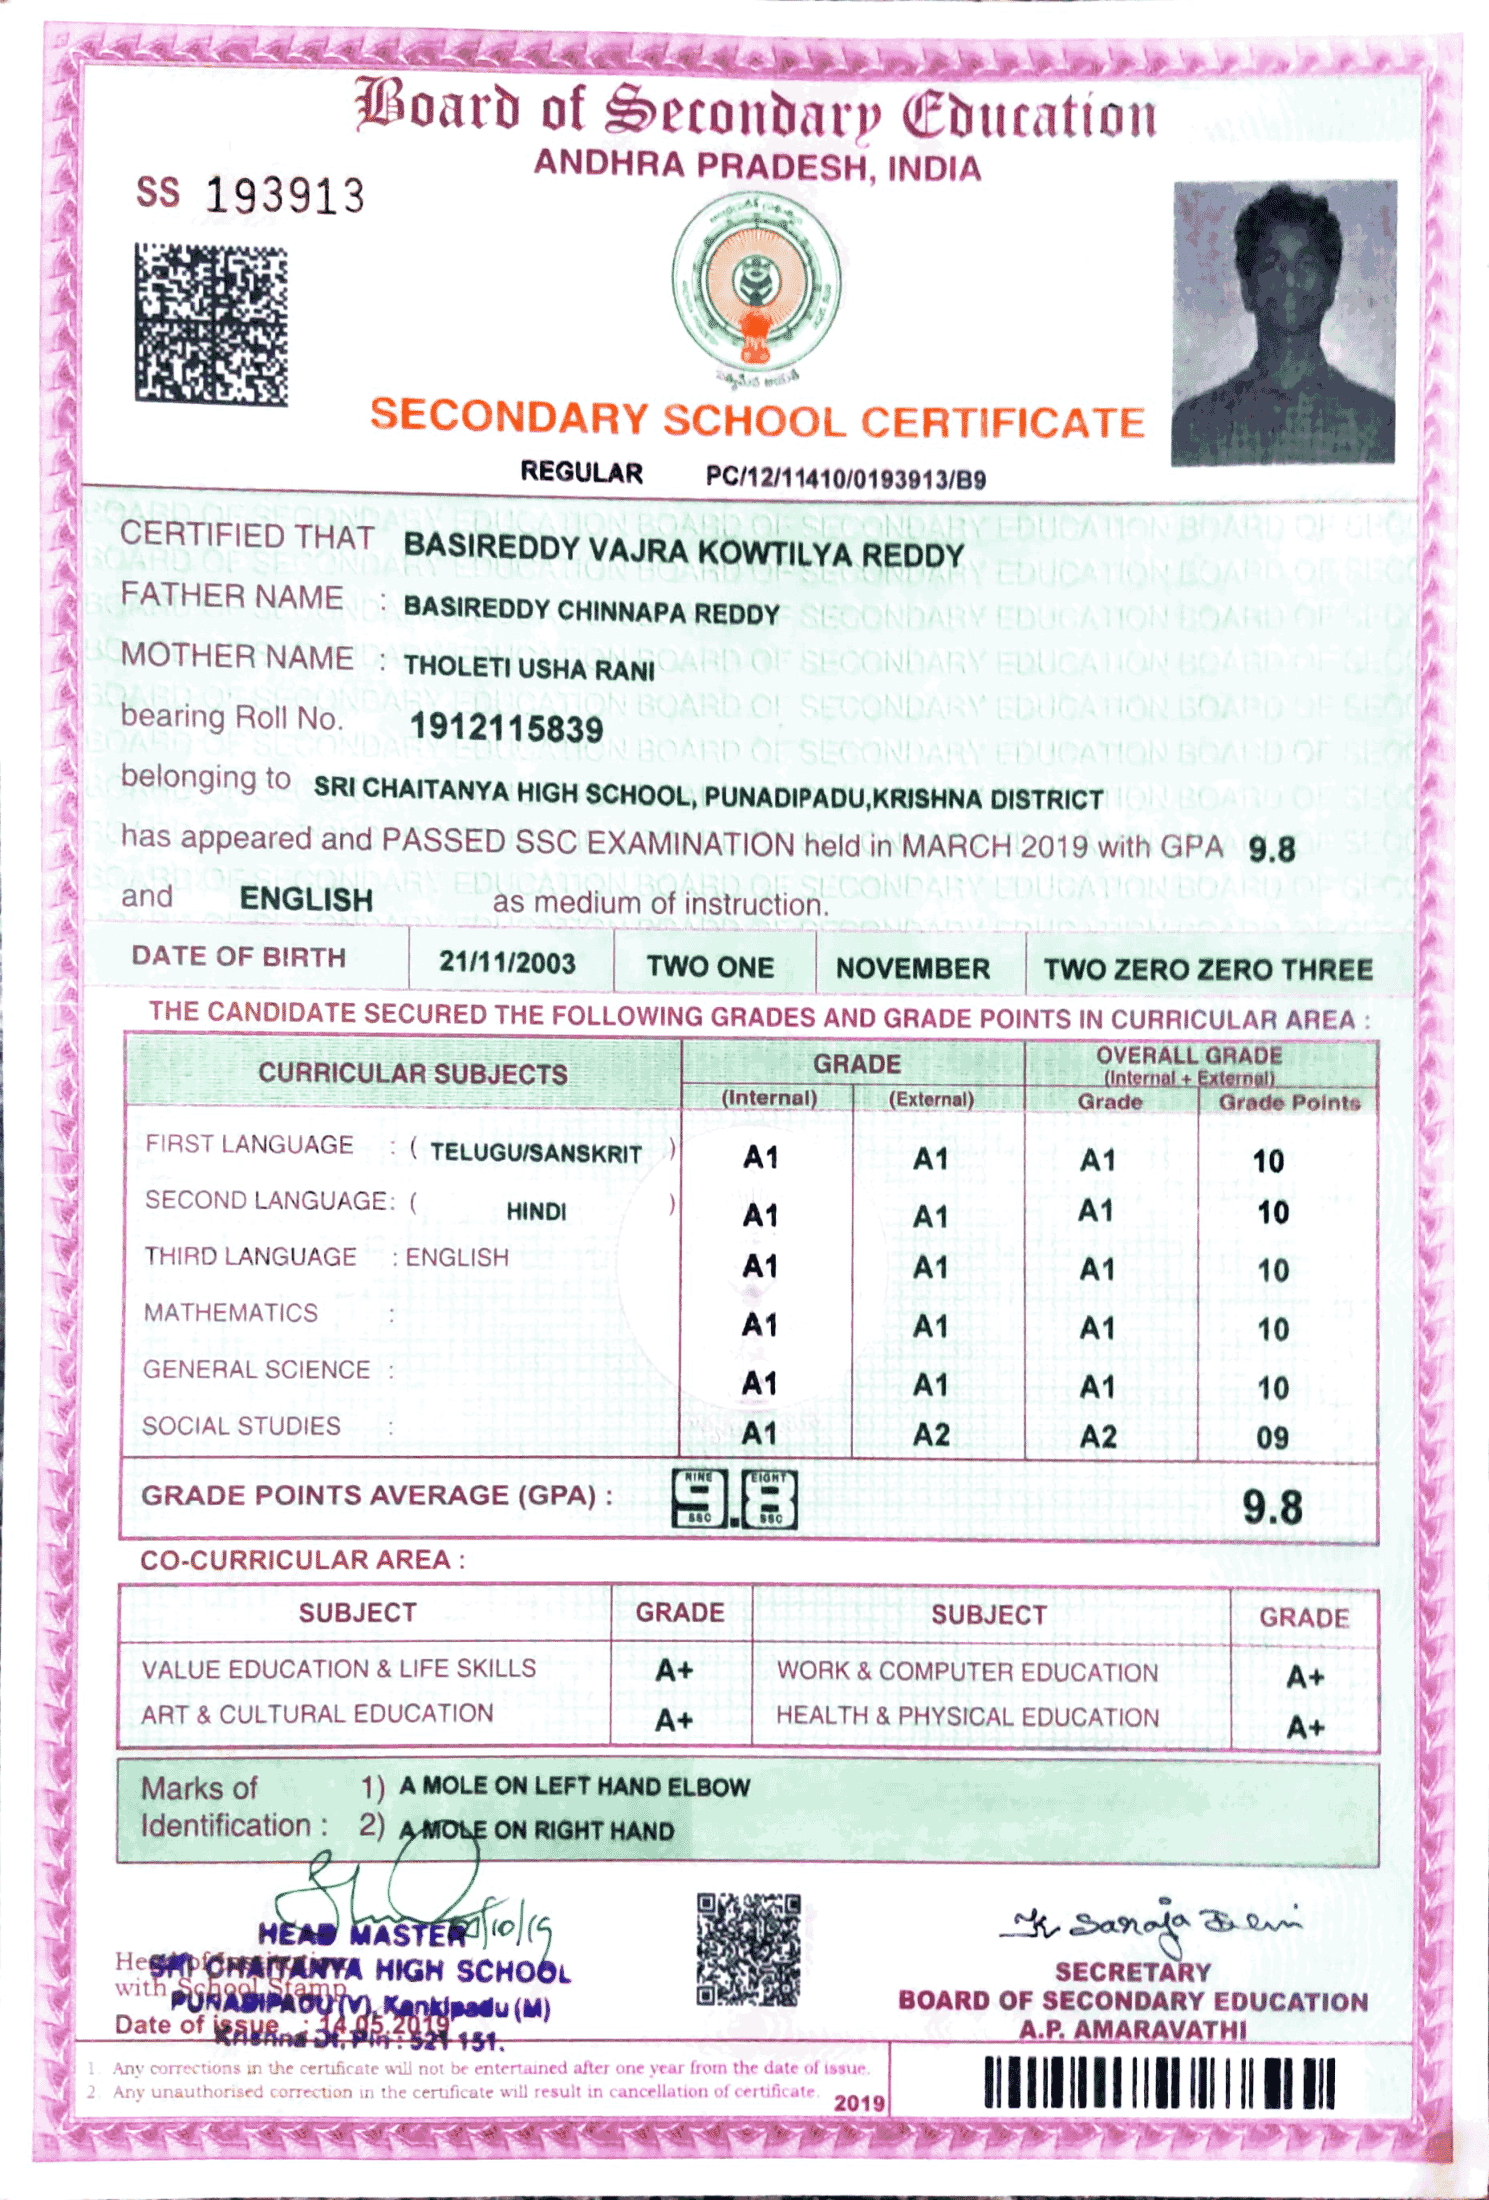 Board of Secondary Education
ANDHRA PRADESH, INDIA
SS 193913
SECONDARY SCHOOL CERTIFICATE
REGULAR PC/12/11410/0193913/B9
CERTIFIED THAT BASIREDDY VAJRA KOWTILYA REDDY
FATHER NAME : BASIREDDY CHINNAPA REDDY
MOTHER NAME : THOLETI USHA RANI
bearing Roll No. 1912115839
belonging to SRI CHAITANYA HIGH SCHOOL, PUNADIPADU,KRISHNA DISTRICT
has appeared and PASSED SSC EXAMINATION held in MARCH 2019 with GPA 9.8
and ENGLISH as medium of instruction.
DATE OF BIRTH 21/11/2003 TWO ONE NOVEMBER TWO ZERO ZERO THREE
THE CANDIDATE SECURED THE FOLLOWING GRADES AND GRADE POINTS IN CURRICULAR AREA :
CURRICULAR SUBJECTS GRADE OVERALL GRADE
(Internal + External)
(Internal) (External) Grade Grade Points
FIRST LANGUAGE : ( TELUGU/SANSKRIT ) A1 A1 A1 10
SECOND LANGUAGE: ( HINDI ) A1 A1 A1 10
THIRD LANGUAGE : ENGLISH A1 A1 A1 10
MATHEMATICS : A1 A1 A1 10
GENERAL SCIENCE : A1 A1 A1 10
SOCIAL STUDIES : A1 A2 A2 09
NINE EIGHT
GRADE POINTS AVERAGE (GPA) : 9.8 9.8
SSC SSC
CO-CURRICULAR AREA :
SUBJECT GRADE SUBJECT GRADE
VALUE EDUCATION & LIFE SKILLS A+ WORK & COMPUTER EDUCATION A+
ART & CULTURAL EDUCATION A+ HEALTH & PHYSICAL EDUCATION A+
Marks of 1) A MOLE ON LEFT HAND ELBOW
Identification : 2) A MOLE ON RIGHT HAND
HEAD MASTER
SRI CHAITANYA HIGH SCHOOL
with School Stamp
PUNADIPADU (V), Kankipadu (M)
Date of issue : 14.05.2019
Krishna Dt, Pin : 521 151.
K Saroja Devi
SECRETARY
BOARD OF SECONDARY EDUCATION
A.P. AMARAVATHI
1. Any corrections in the certificate will not be entertained after one year from the date of issue.
2. Any unauthorised correction in the certificate will result in cancellation of certificate.
2019